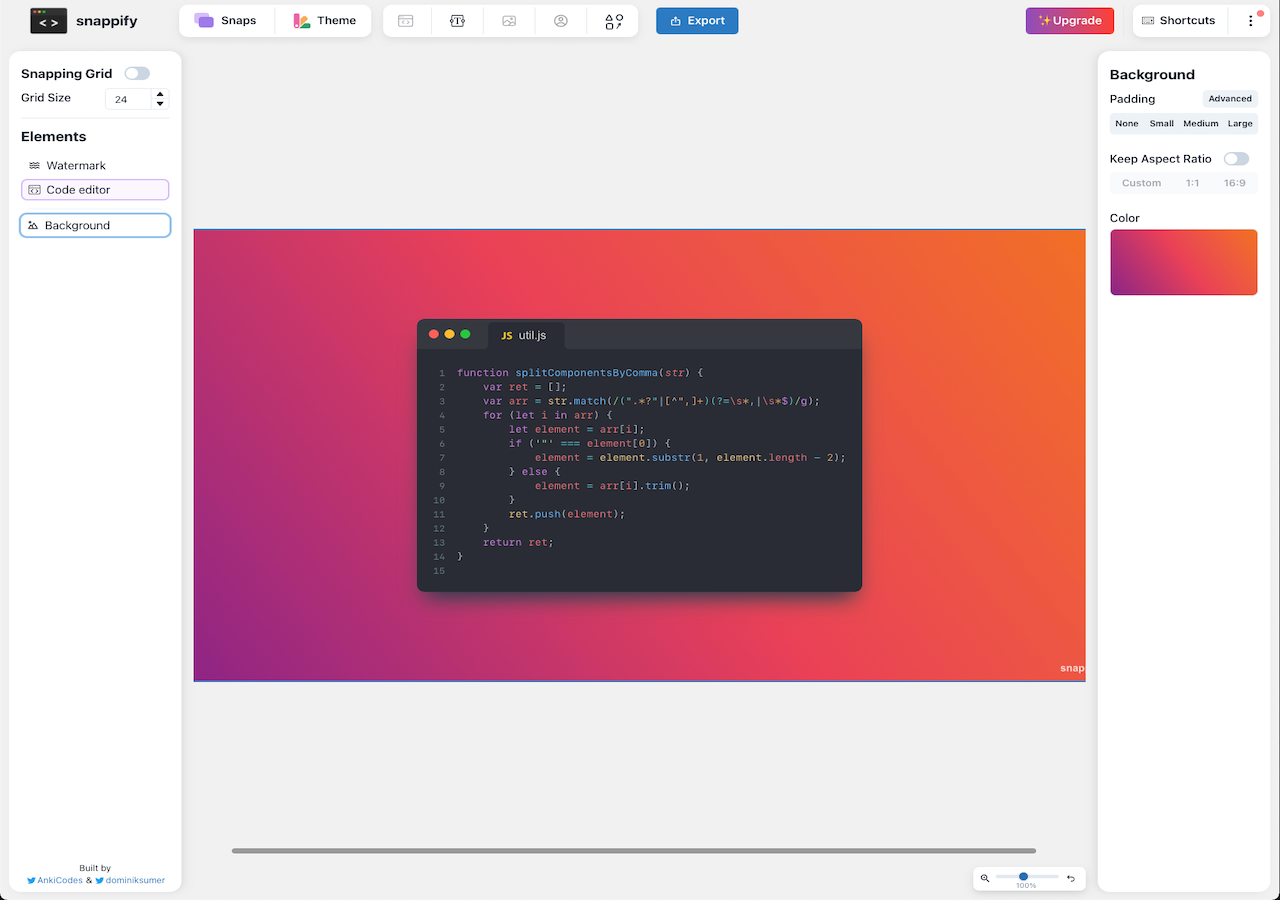 snappify
Snaps
Theme
Export
Upgrade
Shortcuts
Snapping Grid
Grid Size
24
Elements
Watermark
Code editor
Background
Built by
AnkiCodes & dominiksumer
JS util.js
1 function splitComponentsByComma(str) {
2 var ret = [];
3 var arr = str.match(/(".*?"|[^",]+)(?=\s*,|\s*$)/g);
4 for (let i in arr) {
5 let element = arr[i];
6 if ('"' === element[0]) {
7 element = element.substr(1, element.length - 2);
8 } else {
9 element = arr[i].trim();
10 }
11 ret.push(element);
12 }
13 return ret;
14 }
15
snap
100%
Background
Padding
Advanced
None Small Medium Large
Keep Aspect Ratio
Custom 1:1 16:9
Color